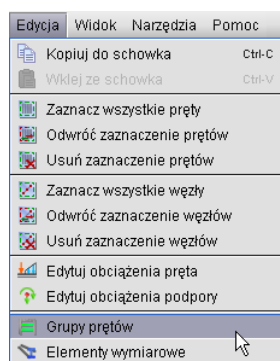 Edycja Widok Narzędzia Pomoc
Kopiuj do schowka Ctrl-C
Wklej ze schowka Ctrl-V
Zaznacz wszystkie pręty
Odwróć zaznaczenie prętów
Usuń zaznaczenie prętów
Zaznacz wszystkie węzły
Odwróć zaznaczenie węzłów
Usuń zaznaczenie węzłów
Edytuj obciążenia pręta
Edytuj obciążenia podpory
Grupy prętów
Elementy wymiarowe